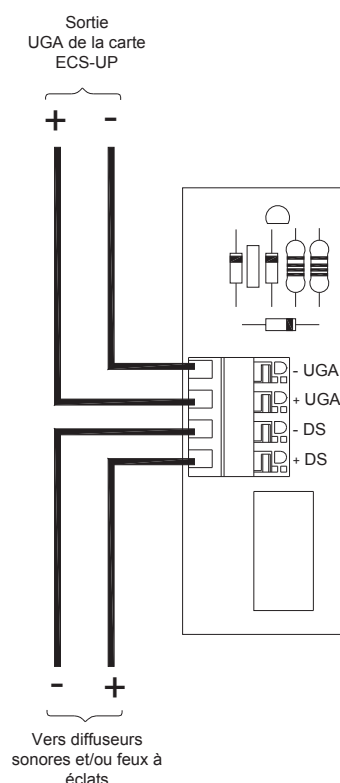 Sortie
UGA de la carte
ECS-UP
+ -
- UGA
+ UGA
- DS
+ DS
- +
Vers diffuseurs
sonores et/ou feux à
éclats